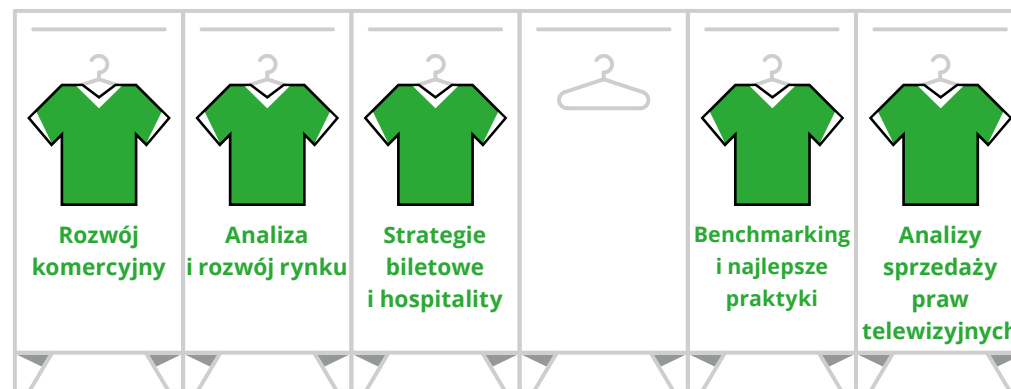 Rozwój
komercyjny
Analiza
i rozwój rynku
Strategie
biletowe
i hospitality
Benchmarking
i najlepsze
praktyki
Analizy
sprzedaży
praw
telewizyjnych